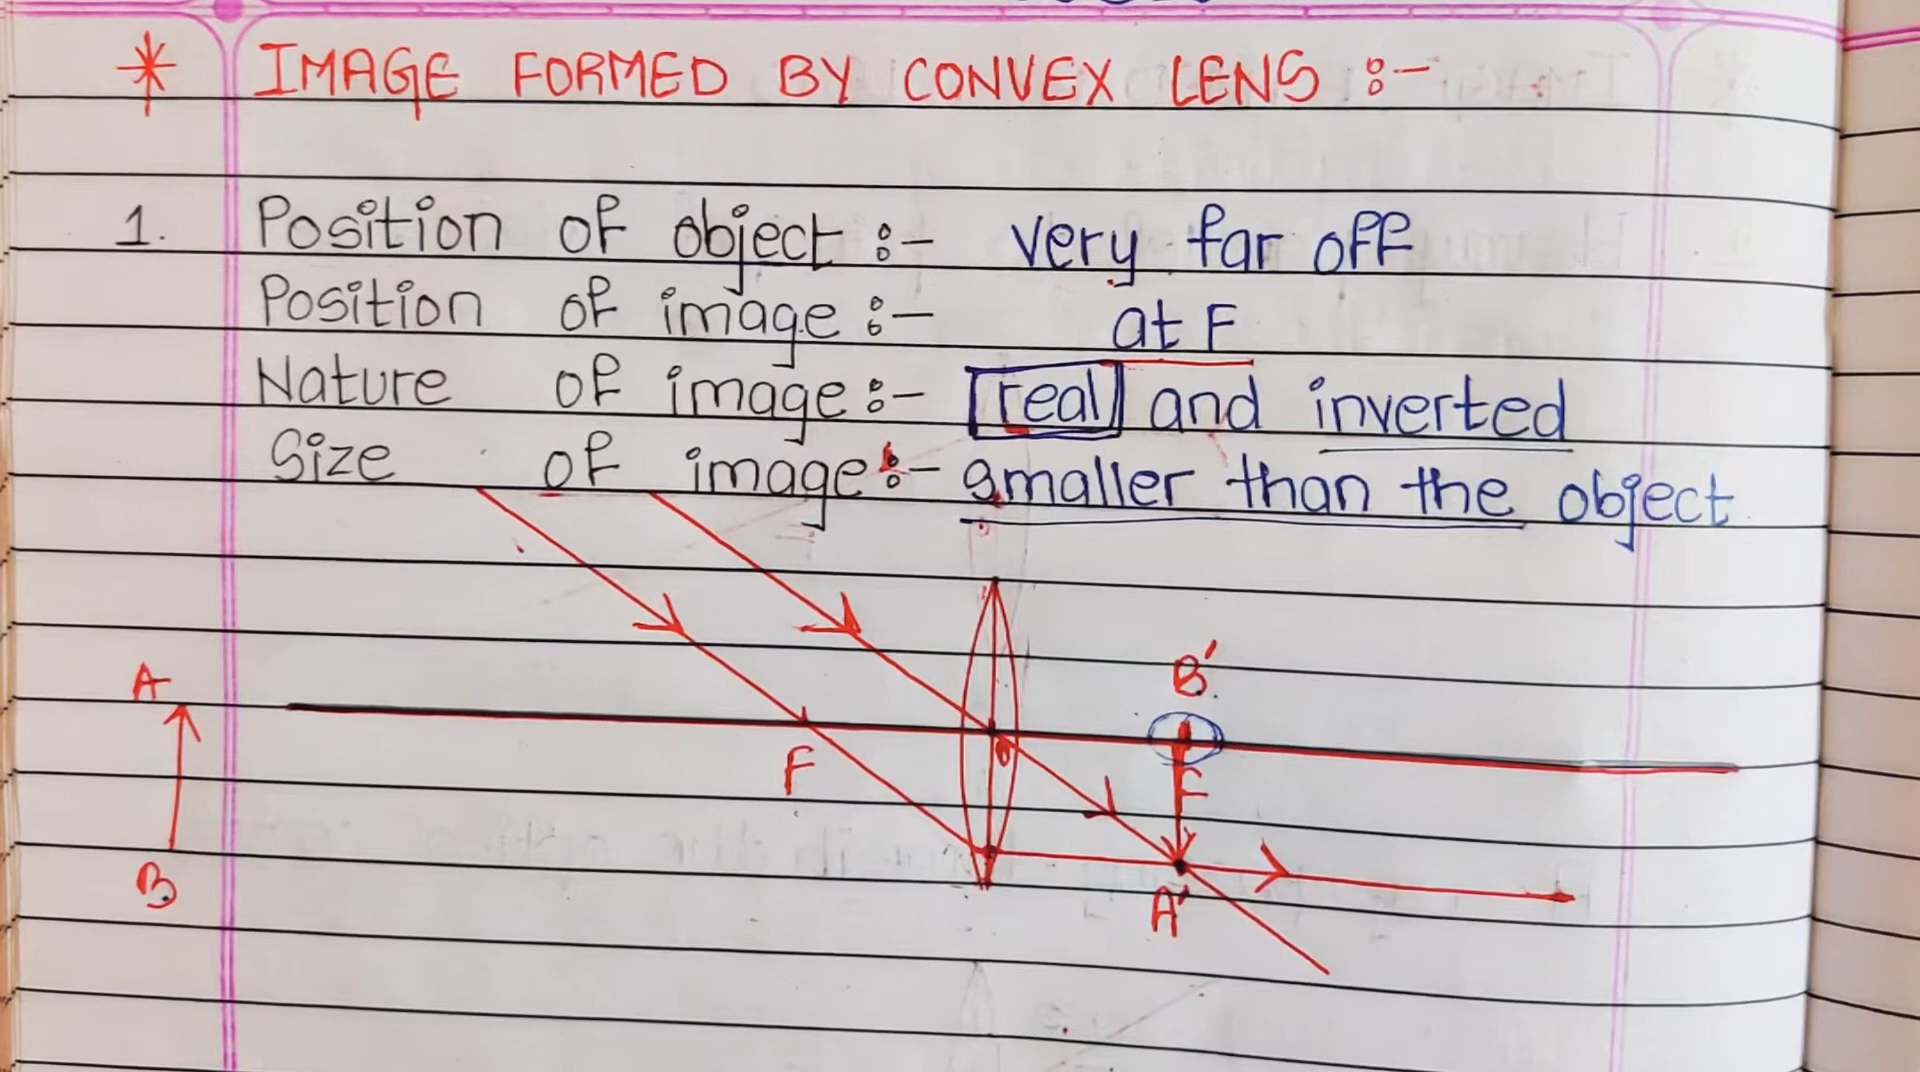 * IMAGE FORMED BY CONVEX LENS :-
1. Position of object :- very far off
Position of image :- at F
Nature of image :- real and inverted
Size of image :- smaller than the object
A
B'
F
O
F
B
A'